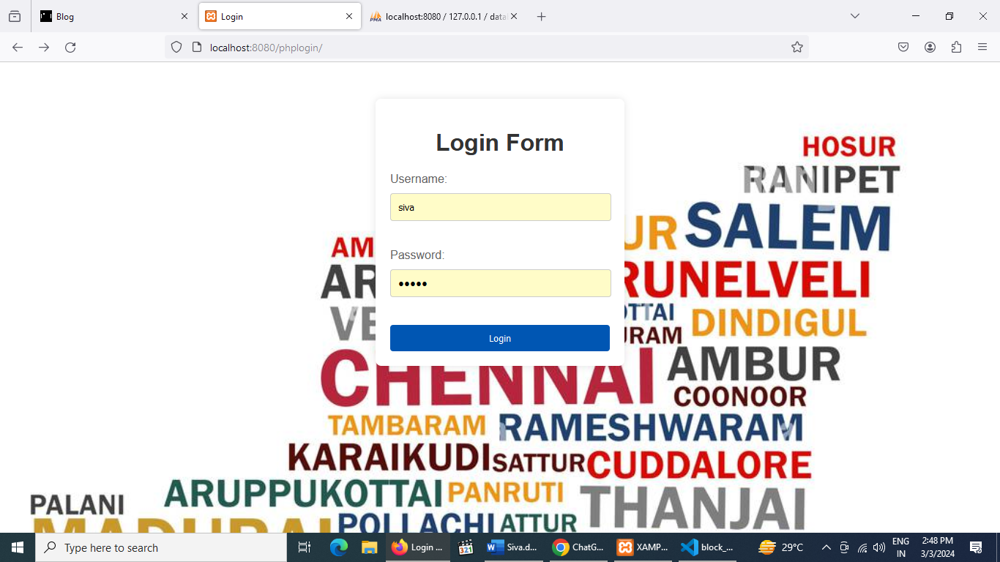 Blog
Login
localhost:8080 / 127.0.0.1 / data
localhost:8080/phplogin/
Login Form
Username:
siva
Password:
Login
HOSUR
RANIPET
UR SALEM
AM
AR RUNELVELI
VE OTTAI DINDIGUL
URAM
CHENNAI AMBUR
COONOOR
TAMBARAM RAMESHWARAM
KARAIKUDI SATTUR CUDDALORE
ARUPPUKOTTAI PANRUTI THANJAI
PALANI
MADURAI POLLACHI ATTUR
Type here to search
321
Login ...
Siva.d...
ChatG...
XAMP...
block_...
29°C
ENG
IN
2:48 PM
3/3/2024